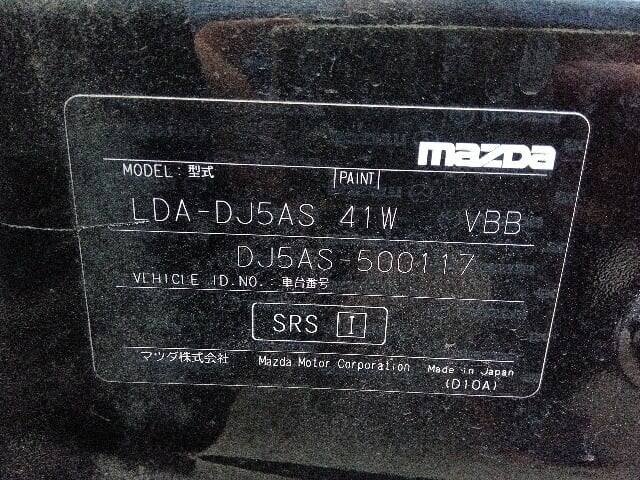 mazda
MODEL : 型式 PAINT
LDA-DJ5AS 41W VBB
DJ5AS-500117
VEHICLE ID.NO. : 車台番号
SRS I
マツダ株式会社 Mazda Motor Corporation Made in Japan
(D10A)